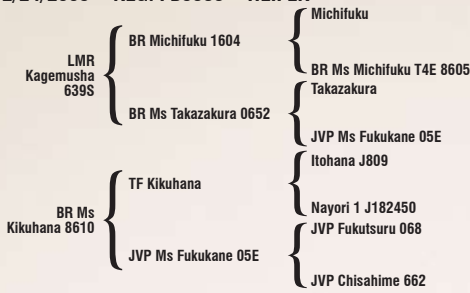 Michifuku
BR Michifuku 1604
BR Ms Michifuku T4E 8605
LMR
Kagemusha
639S
Takazakura
BR Ms Takazakura 0652
JVP Ms Fukukane 05E
Itohana J809
TF Kikuhana
Nayori 1 J182450
BR Ms
Kikuhana 8610
JVP Fukutsuru 068
JVP Ms Fukukane 05E
JVP Chisahime 662